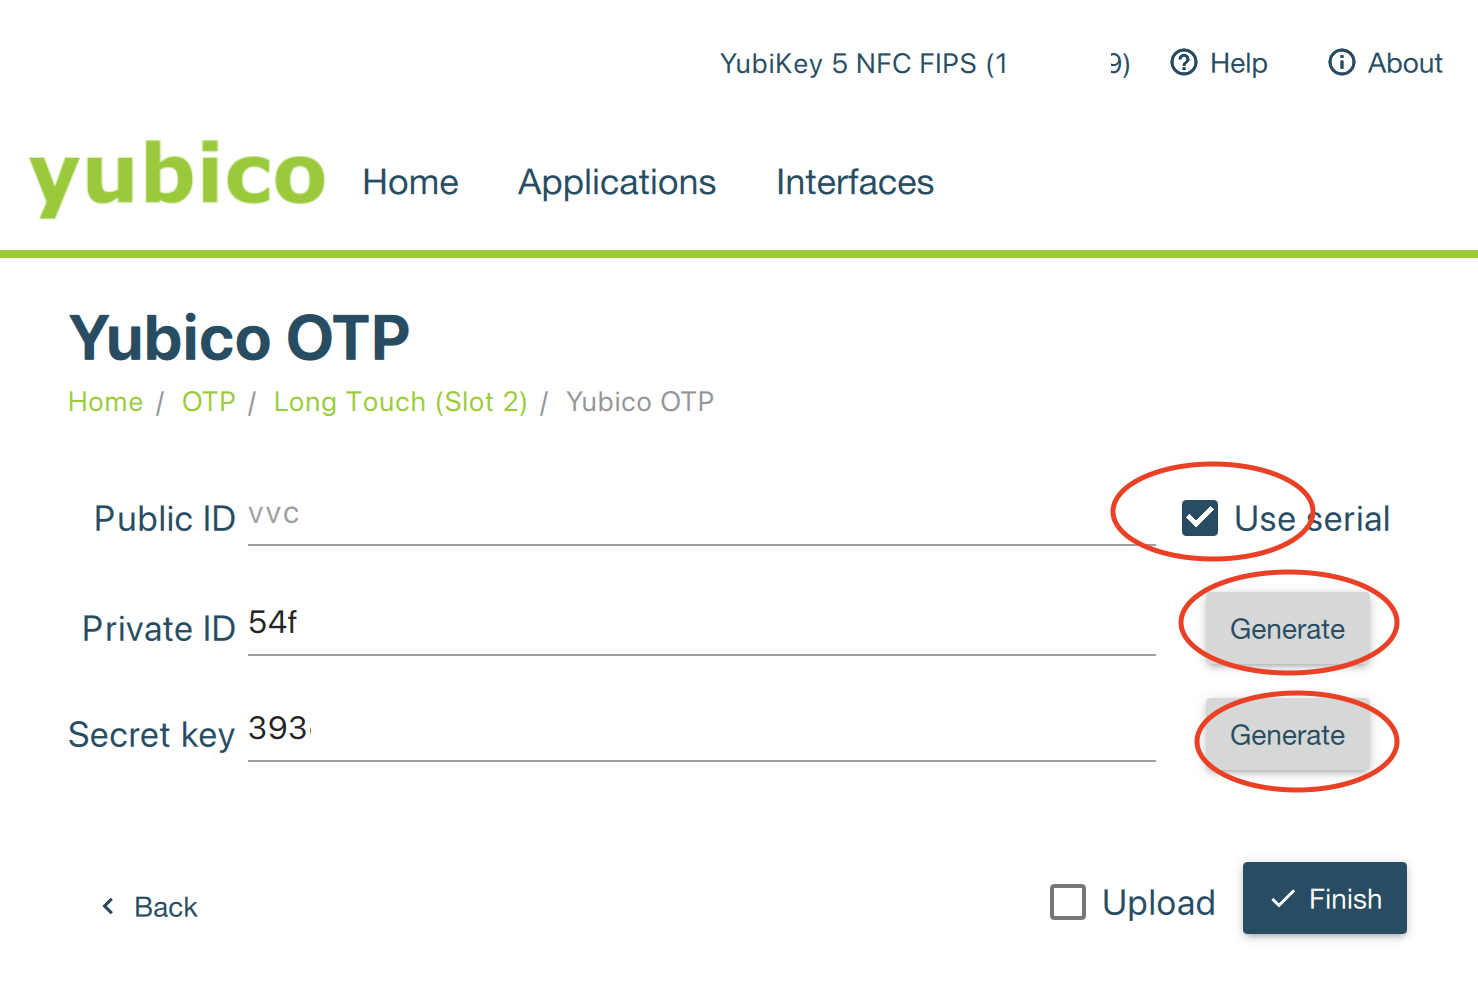 YubiKey 5 NFC FIPS (1 9) Help About
yubico Home Applications Interfaces
Yubico OTP
Home / OTP / Long Touch (Slot 2) / Yubico OTP
Public ID vvc Use serial
Private ID 54f Generate
Secret key 393 Generate
Back Upload Finish